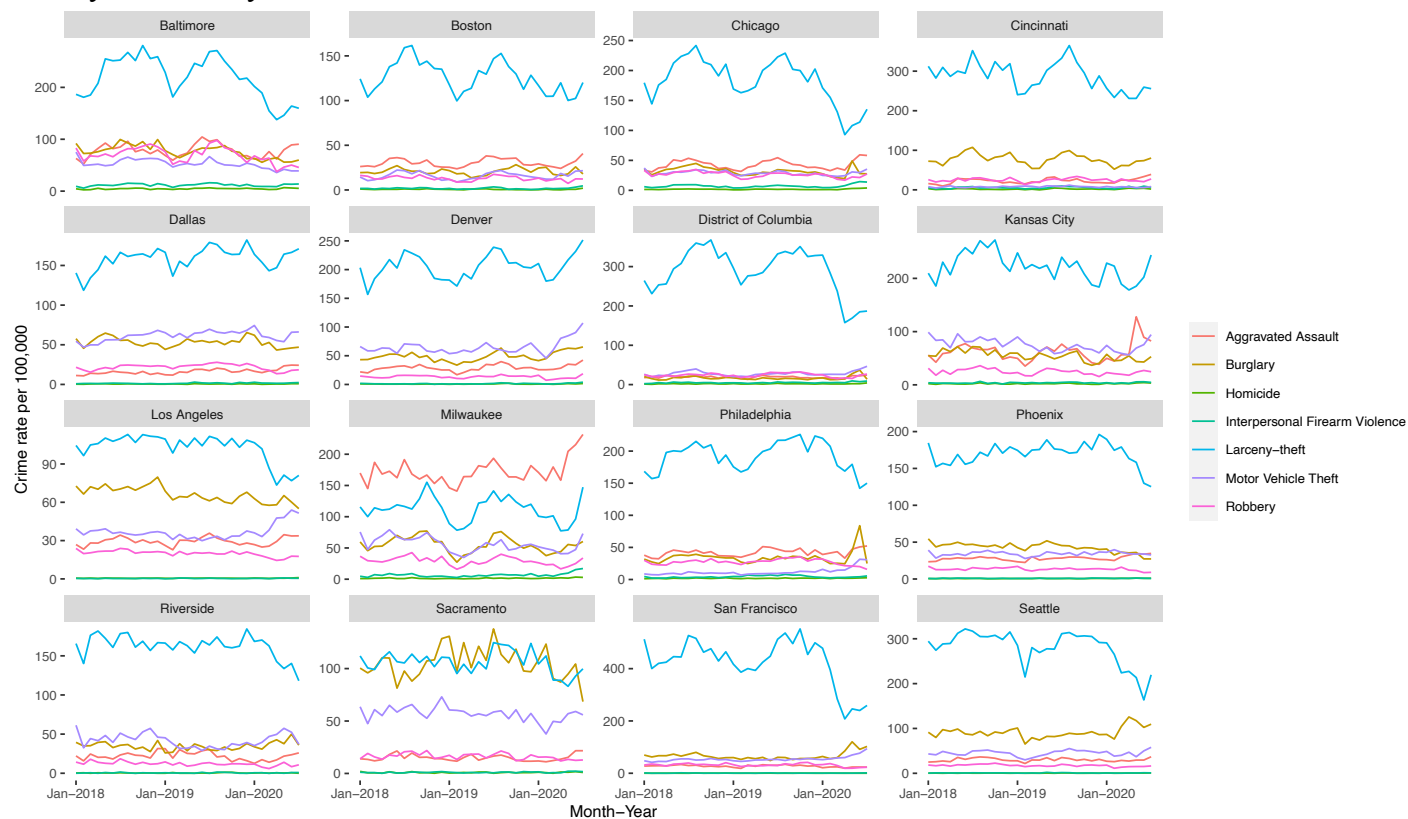 Baltimore
Boston
Chicago
Cincinnati
200
100
0
150
100
50
0
250
200
150
100
50
0
300
200
100
0
Dallas
Denver
District of Columbia
Kansas City
150
100
50
0
250
200
150
100
50
0
300
200
100
0
200
100
0
Los Angeles
Milwaukee
Philadelphia
Phoenix
90
60
30
0
200
150
100
50
0
200
150
100
50
0
200
150
100
50
0
Riverside
Sacramento
San Francisco
Seattle
150
100
50
0
100
50
0
400
200
0
300
200
100
0
Jan−2018 Jan−2019 Jan−2020
Jan−2018 Jan−2019 Jan−2020
Jan−2018 Jan−2019 Jan−2020
Jan−2018 Jan−2019 Jan−2020
Month−Year
Crime rate per 100,000
Aggravated Assault
Burglary
Homicide
Interpersonal Firearm Violence
Larceny−theft
Motor Vehicle Theft
Robbery